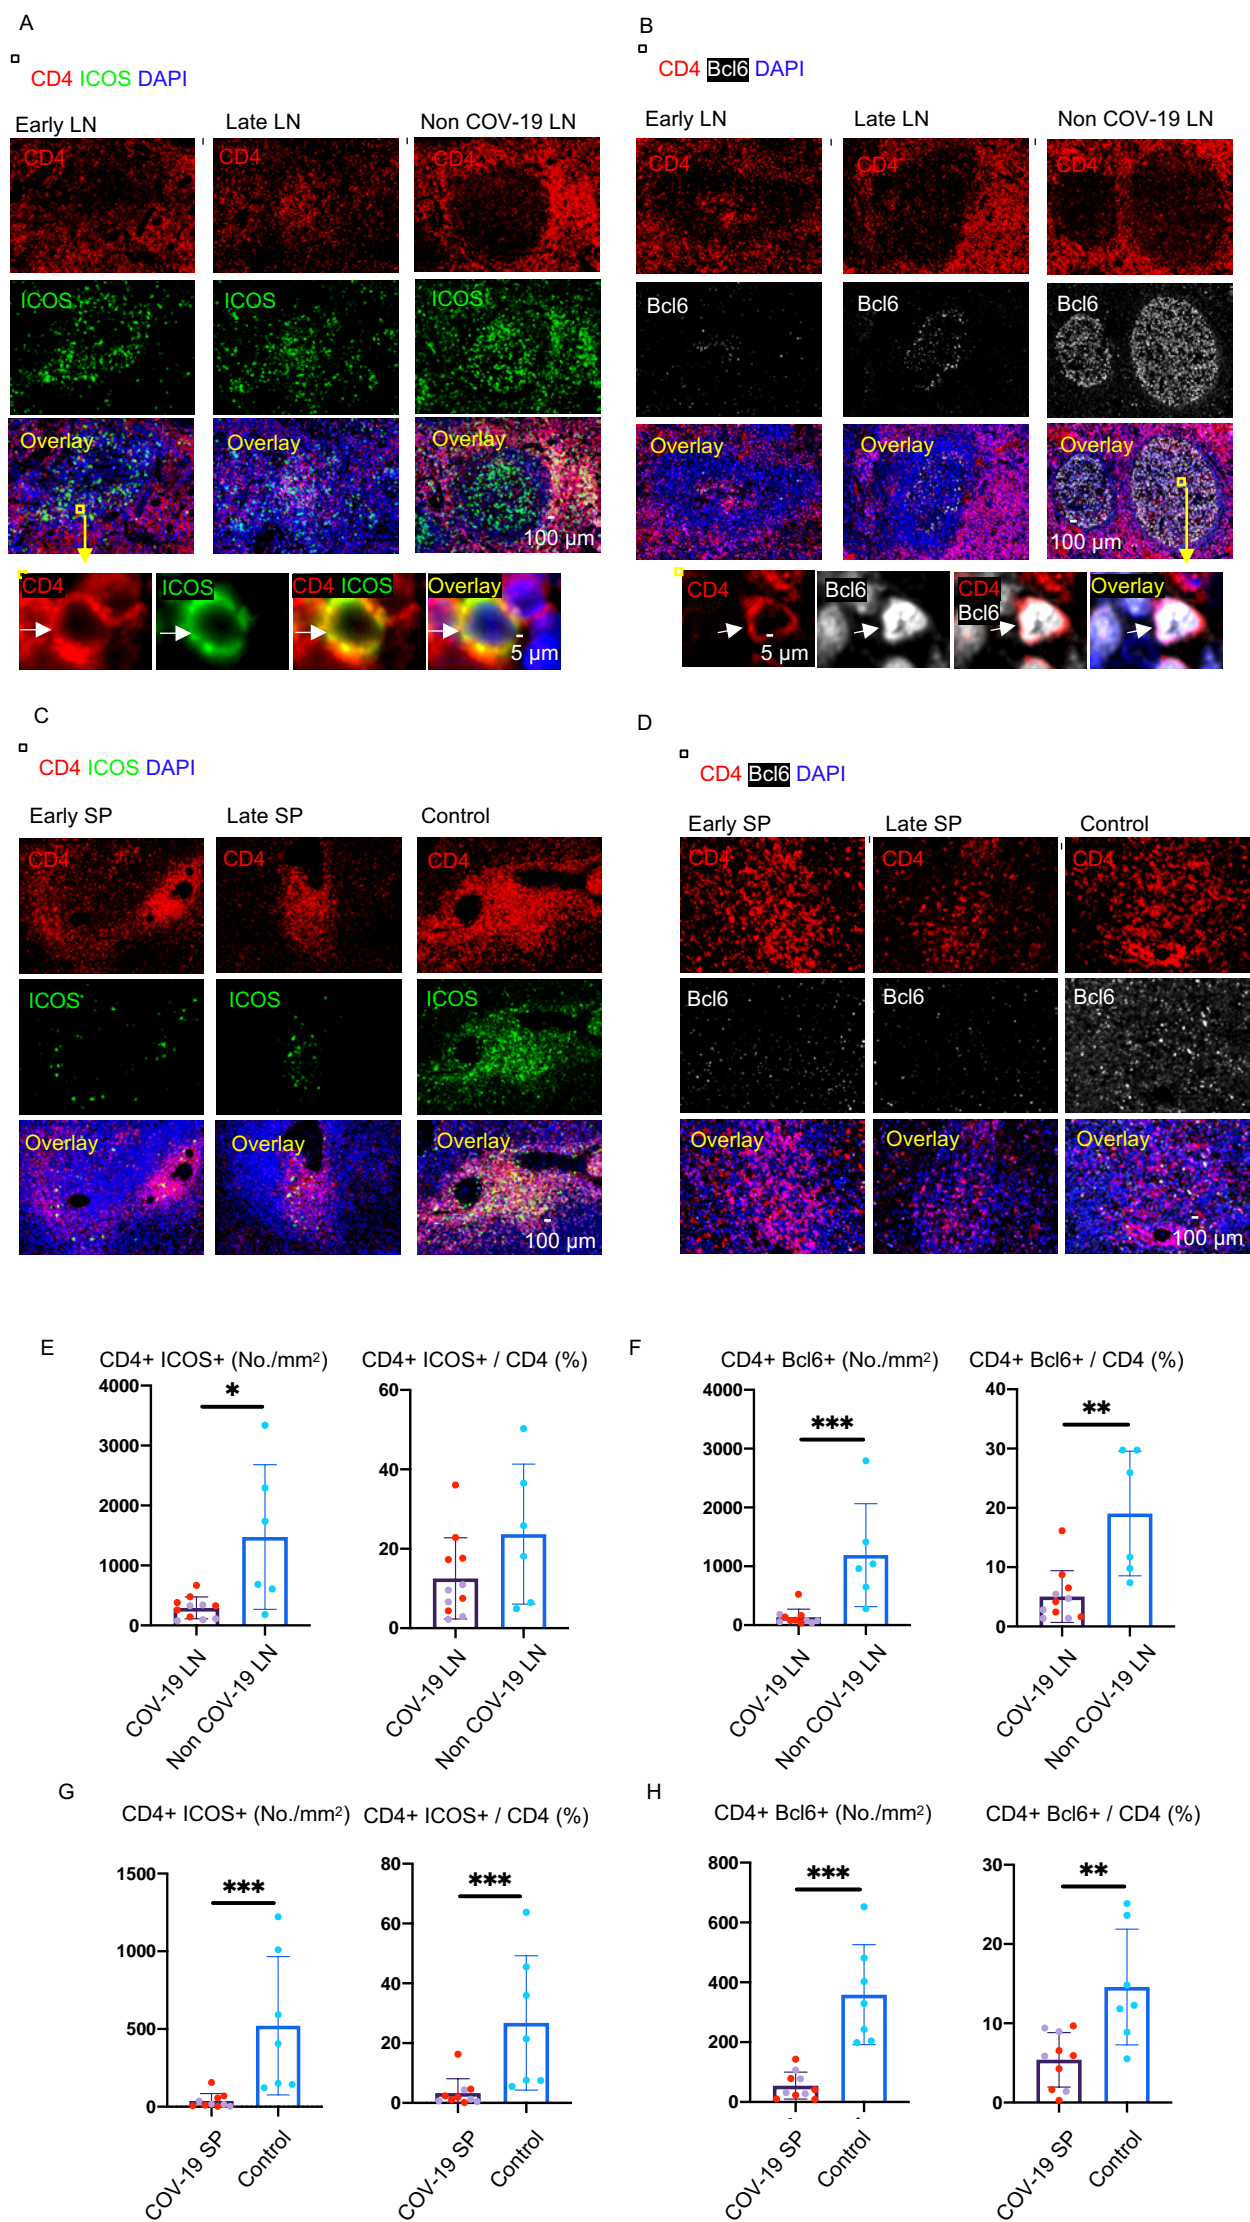 A
CD4 ICOS DAPI
Early LN Late LN Non COV-19 LN
CD4 CD4 CD4
ICOS ICOS ICOS
Overlay Overlay Overlay
100 µm
CD4 ICOS CD4 ICOS Overlay
5 µm
B
CD4 Bcl6 DAPI
Early LN Late LN Non COV-19 LN
CD4 CD4 CD4
Bcl6 Bcl6 Bcl6
Overlay Overlay Overlay
100 µm
CD4 Bcl6 CD4 Overlay
Bcl6
5 µm
C
CD4 ICOS DAPI
Early SP Late SP Control
CD4 CD4 CD4
ICOS ICOS ICOS
Overlay Overlay Overlay
100 µm
D
CD4 Bcl6 DAPI
Early SP Late SP Control
CD4 CD4 CD4
Bcl6 Bcl6 Bcl6
Overlay Overlay Overlay
100 µm
E
CD4+ ICOS+ (No./mm²) CD4+ ICOS+ / CD4 (%)
4000
3000
2000
1000
0
*
COV-19 LN
Non COV-19 LN
60
40
20
0
COV-19 LN
Non COV-19 LN
F
CD4+ Bcl6+ (No./mm²) CD4+ Bcl6+ / CD4 (%)
4000
3000
2000
1000
0
***
COV-19 LN
Non COV-19 LN
40
30
20
10
0
**
COV-19 LN
Non COV-19 LN
G
CD4+ ICOS+ (No./mm²) CD4+ ICOS+ / CD4 (%)
1500
1000
500
0
***
COV-19 SP
Control
80
60
40
20
0
***
COV-19 SP
Control
H
CD4+ Bcl6+ (No./mm²) CD4+ Bcl6+ / CD4 (%)
800
600
400
200
0
***
COV-19 SP
Control
30
20
10
0
**
COV-19 SP
Control